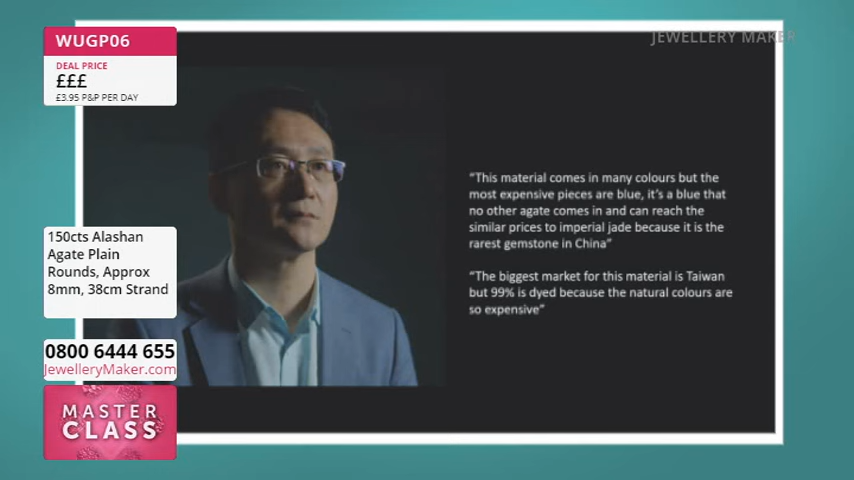 WUGP06
DEAL PRICE
£££
£3.95 P&P PER DAY
JEWELLERY MAKER
"This material comes in many colours but the
most expensive pieces are blue, it's a blue that
no other agate comes in and can reach the
similar prices to imperial jade because it is the
rarest gemstone in China"
"The biggest market for this material is Taiwan
but 99% is dyed because the natural colours are
so expensive"
150cts Alashan
Agate Plain
Rounds, Approx
8mm, 38cm Strand
0800 6444 655
JewelleryMaker.com
MASTER
CLASS